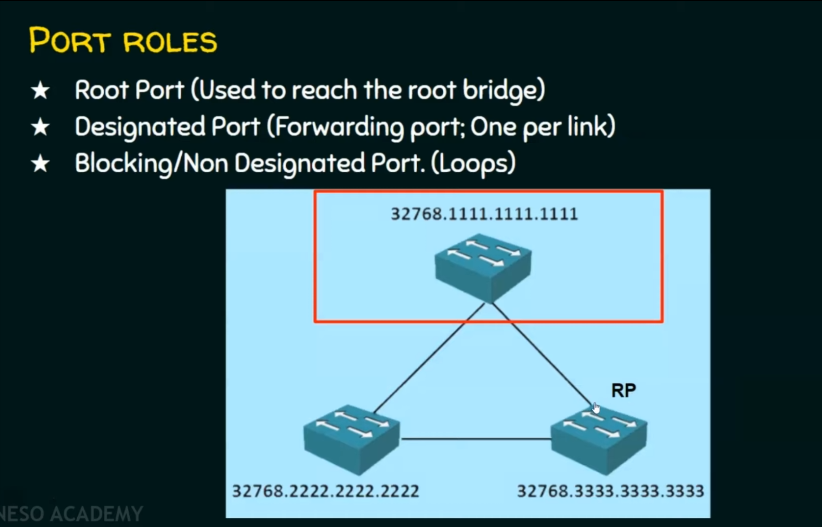 PORT ROLES
★ Root Port (Used to reach the root bridge)
★ Designated Port (Forwarding port; One per link)
★ Blocking/Non Designated Port. (Loops)
32768.1111.1111.1111
RP
32768.2222.2222.2222
32768.3333.3333.3333
NESO ACADEMY